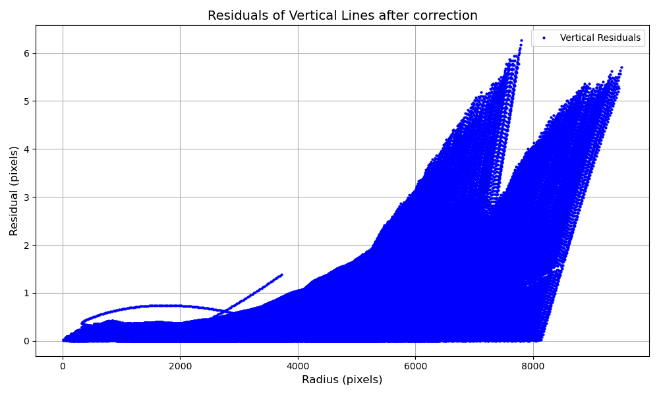 Residuals of Vertical Lines after correction
Vertical Residuals
Residual (pixels)
6
5
4
3
2
1
0
0 2000 4000 6000 8000
Radius (pixels)